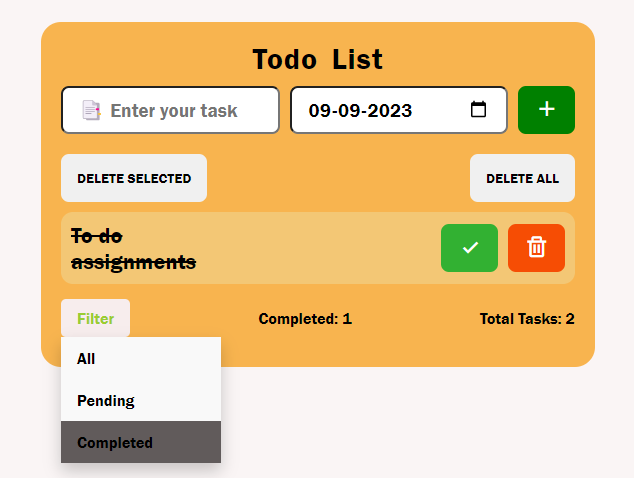 Todo List
Enter your task
09-09-2023
+
DELETE SELECTED
DELETE ALL
To do
assignments
Filter
Completed: 1
Total Tasks: 2
All
Pending
Completed